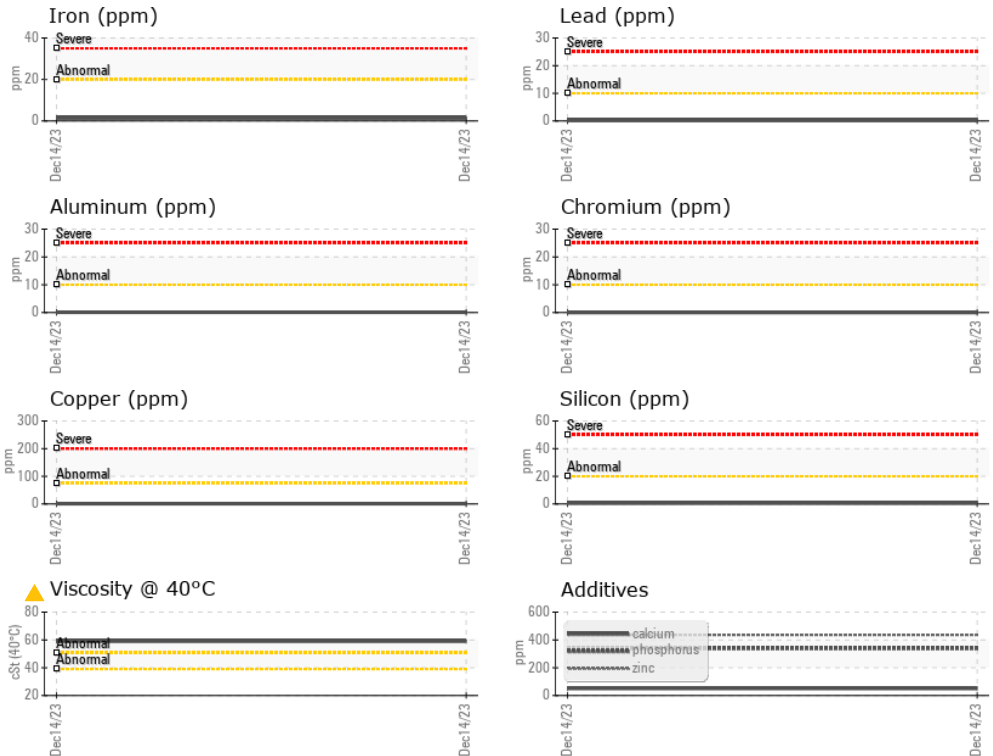 Iron (ppm)
40
20
0
ppm
Severe
Abnormal
Dec14/23
Dec14/23
Lead (ppm)
30
20
10
0
ppm
Severe
Abnormal
Dec14/23
Dec14/23
Aluminum (ppm)
30
20
10
0
ppm
Severe
Abnormal
Dec14/23
Dec14/23
Chromium (ppm)
30
20
10
0
ppm
Severe
Abnormal
Dec14/23
Dec14/23
Copper (ppm)
300
200
100
0
ppm
Severe
Abnormal
Dec14/23
Dec14/23
Silicon (ppm)
60
40
20
0
ppm
Severe
Abnormal
Dec14/23
Dec14/23
Viscosity @ 40°C
80
60
40
20
cSt (40°C)
Abnormal
Abnormal
Dec14/23
Dec14/23
Additives
600
400
200
0
ppm
calcium
phosphorus
zinc
Dec14/23
Dec14/23